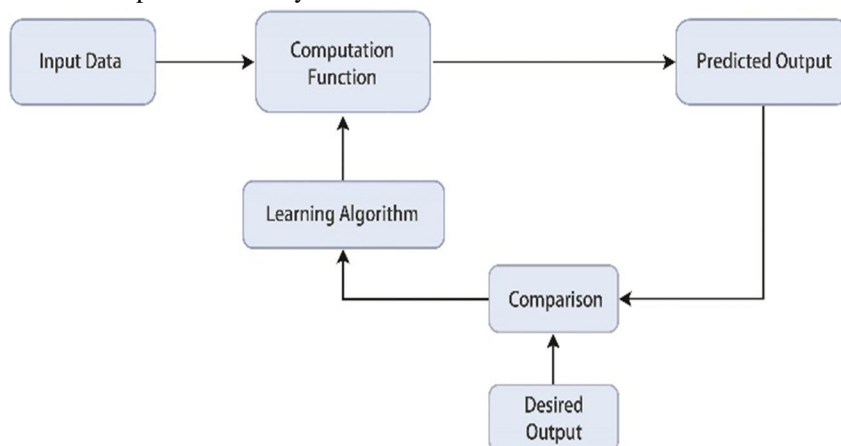 Input Data
Computation
Function
Predicted Output
Learning Algorithm
Comparison
Desired
Output